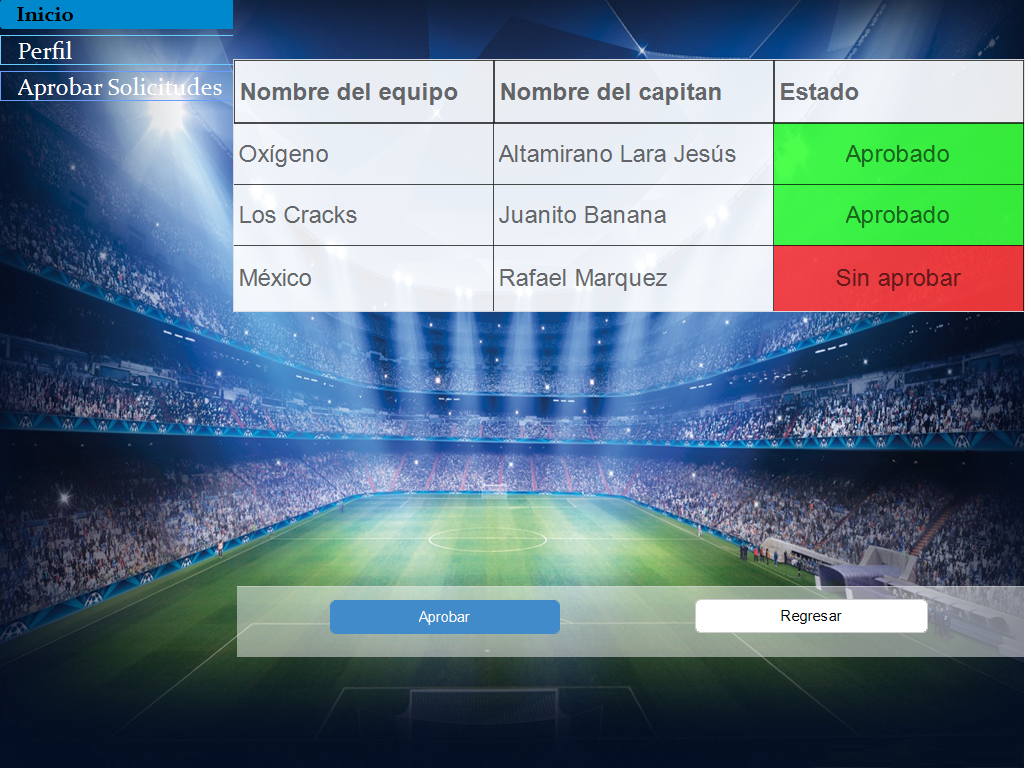 Inicio
Perfil
Aprobar Solicitudes
Nombre del equipo Nombre del capitan Estado
Oxígeno Altamirano Lara Jesús Aprobado
Los Cracks Juanito Banana Aprobado
México Rafael Marquez Sin aprobar
Aprobar Regresar